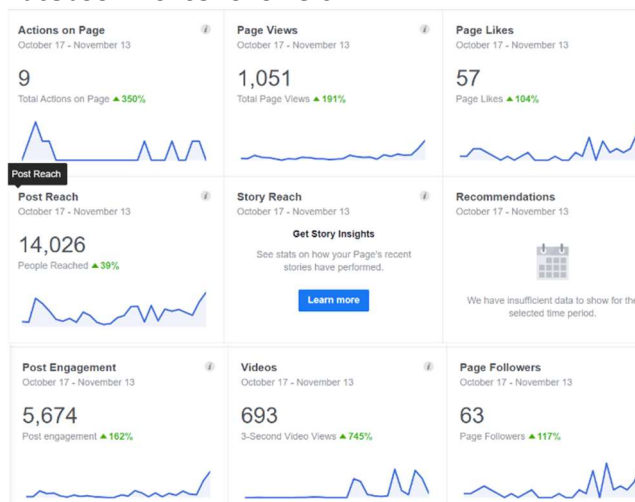 Actions on Page
October 17 - November 13
9
Total Actions on Page ▲ 350%
Page Views
October 17 - November 13
1,051
Total Page Views ▲ 191%
Page Likes
October 17 - November 13
57
Page Likes ▲ 104%
Post Reach
Post Reach
October 17 - November 13
14,026
People Reached ▲ 39%
Story Reach
October 17 - November 13
Get Story Insights
See stats on how your Page's recent
stories have performed.
Learn more
Recommendations
October 17 - November 13
We have insufficient data to show for the
selected time period.
Post Engagement
October 17 - November 13
5,674
Post engagement ▲ 162%
Videos
October 17 - November 13
693
3-Second Video Views ▲ 745%
Page Followers
October 17 - November 13
63
Page Followers ▲ 117%